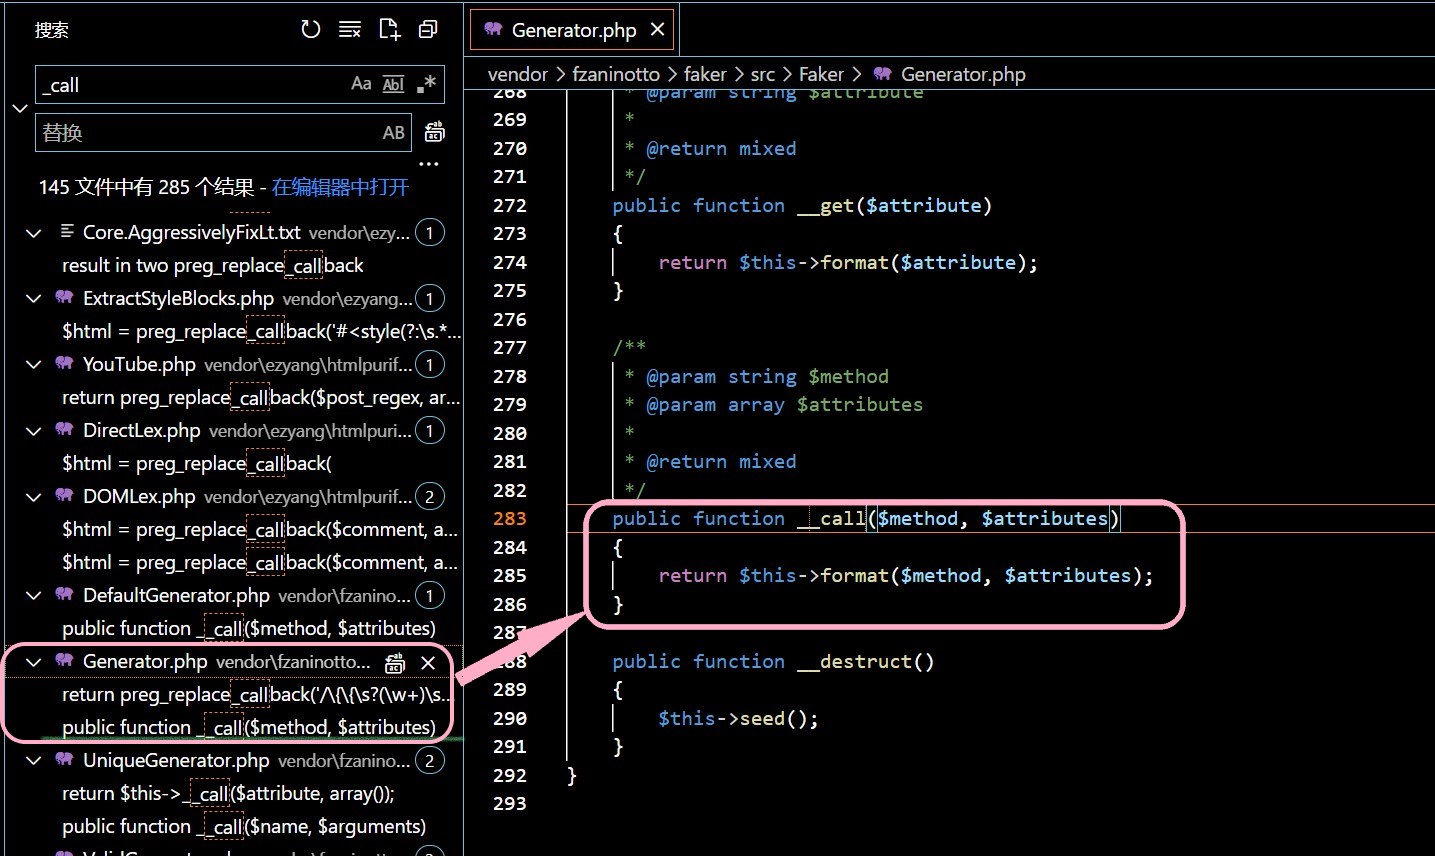 搜索
_call
Aa Abl .*
替换
AB
...
145 文件中有 285 个结果 - 在编辑器中打开
Core.AggressivelyFixLt.txt vendor\ezy... 1
result in two preg_replace_callback
ExtractStyleBlocks.php vendor\ezyang... 1
$html = preg_replace_callback('#<style(?:\s.*...
YouTube.php vendor\ezyang\htmlpurif... 1
return preg_replace_callback($post_regex, ar...
DirectLex.php vendor\ezyang\htmlpuri... 1
$html = preg_replace_callback(
DOMLex.php vendor\ezyang\htmlpurif... 2
$html = preg_replace_callback($comment, a...
$html = preg_replace_callback($comment, a...
DefaultGenerator.php vendor\fzanino... 1
public function __call($method, $attributes)
Generator.php vendor\fzaninotto...
return preg_replace_callback('/\{\{\s?(\w+)\s...
public function __call($method, $attributes)
UniqueGenerator.php vendor\fzanino... 2
return $this->__call($attribute, array());
public function __call($name, $arguments)
Generator.php
vendor > fzaninotto > faker > src > Faker > Generator.php
268 * @param string $attribute
269 *
270 * @return mixed
271 */
272 public function __get($attribute)
273 {
274 return $this->format($attribute);
275 }
276
277 /**
278 * @param string $method
279 * @param array $attributes
280 *
281 * @return mixed
282 */
283 public function __call($method, $attributes)
284 {
285 return $this->format($method, $attributes);
286 }
287
288 public function __destruct()
289 {
290 $this->seed();
291 }
292 }
293